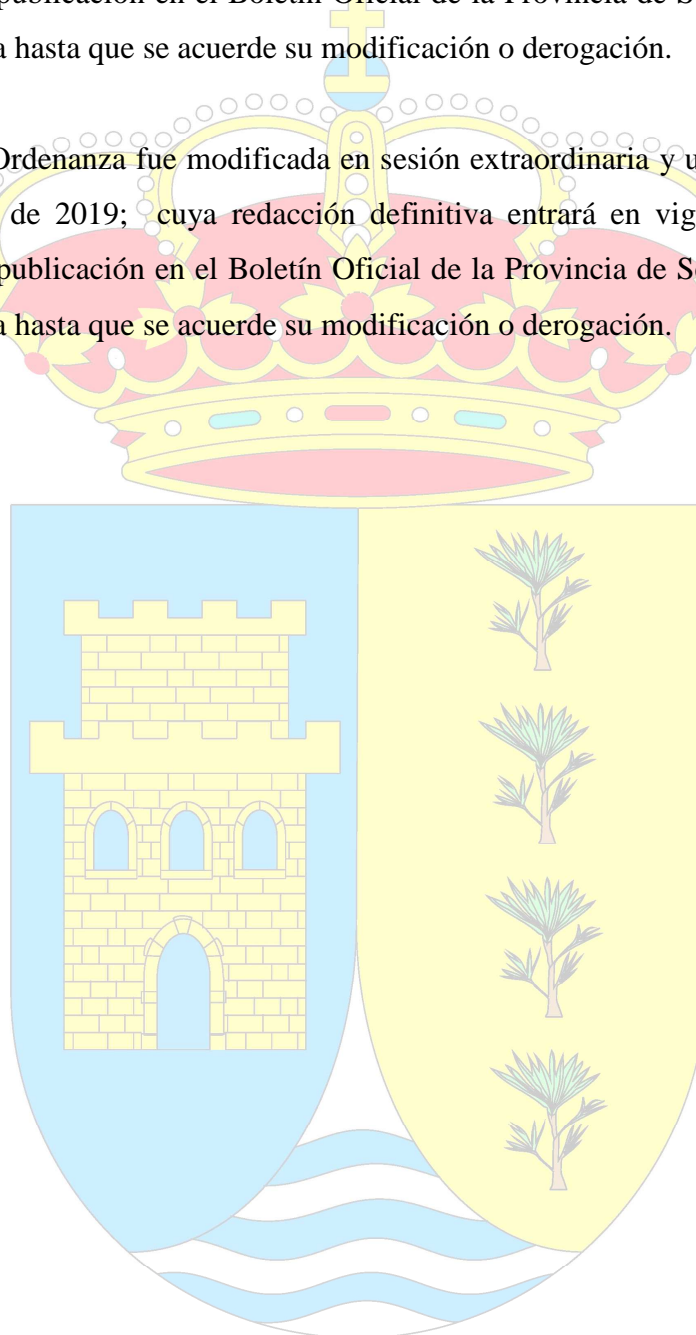 publicación en el Boletín Oficial de la Provincia de
a hasta que se acuerde su modificación o derogación.
Ordenanza fue modificada en sesión extraordinaria y
de 2019; cuya redacción definitiva entrará en
publicación en el Boletín Oficial de la Provincia de
a hasta que se acuerde su modificación o derogación.